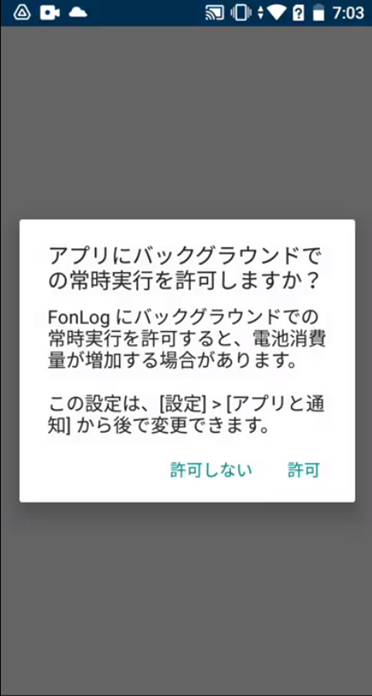 7:03
アプリにバックグラウンドで
の常時実行を許可しますか？
FonLog にバックグラウンドでの
常時実行を許可すると、電池消費
量が増加する場合があります。
この設定は、[設定] > [アプリと通
知] から後で変更できます。
許可しない 許可